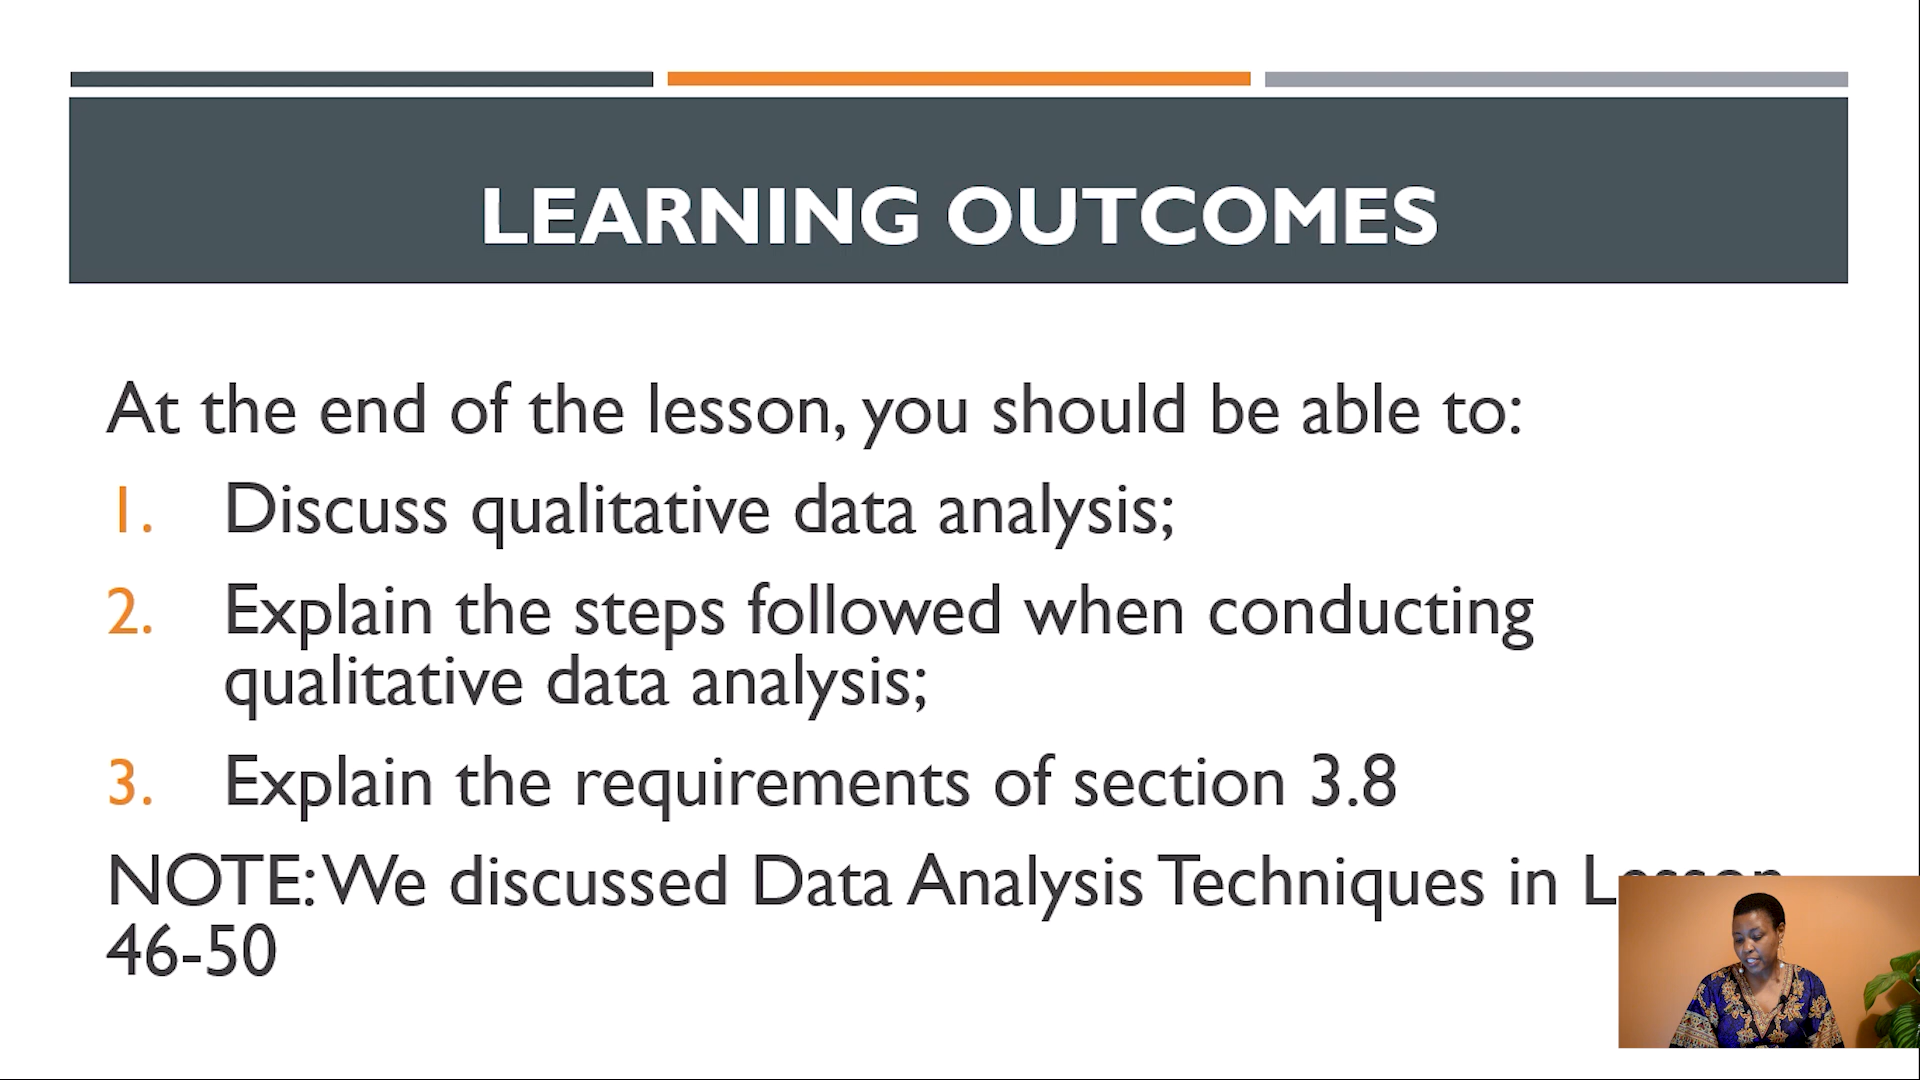 LEARNING OUTCOMES
At the end of the lesson, you should be able to:
1. Discuss qualitative data analysis;
2. Explain the steps followed when conducting
qualitative data analysis;
3. Explain the requirements of section 3.8
NOTE: We discussed Data Analysis Techniques in Lesson
46-50